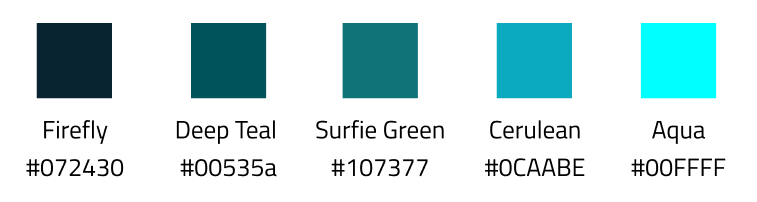 Firefly Deep Teal Surfie Green Cerulean Aqua
#072430 #00535a #107377 #0CAABE #00FFFF